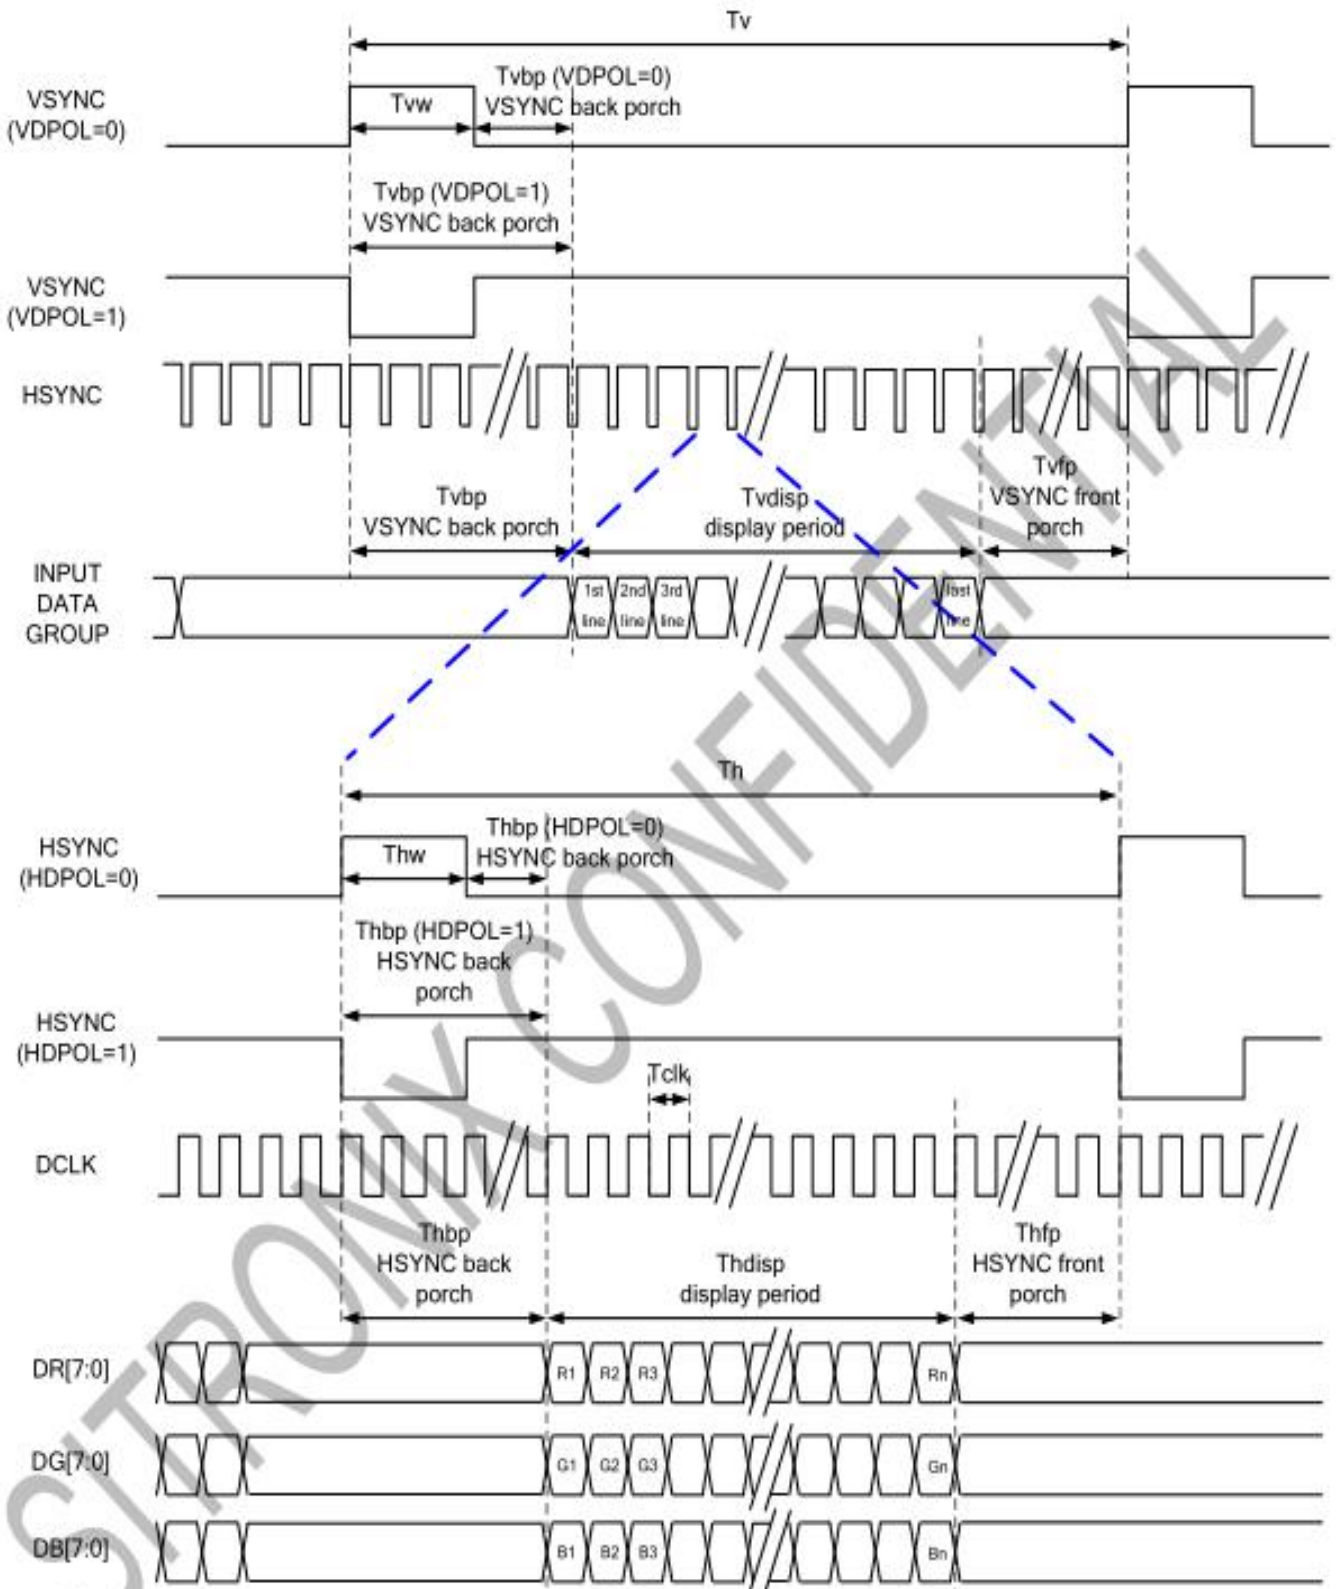 Tv
VSYNC
(VDPOL=0)
Tvw
Tvbp (VDPOL=0)
VSYNC back porch
Tvbp (VDPOL=1)
VSYNC back porch
VSYNC
(VDPOL=1)
HSYNC
Tvbp
VSYNC back porch
Tvdisp
display period
Tvfp
VSYNC front
porch
INPUT
DATA
GROUP
1st
line
2nd
line
3rd
line
last
line
Th
HSYNC
(HDPOL=0)
Thw
Thbp (HDPOL=0)
HSYNC back porch
Thbp (HDPOL=1)
HSYNC back
porch
HSYNC
(HDPOL=1)
Tclk
DCLK
Thbp
HSYNC back
porch
Thdisp
display period
Thfp
HSYNC front
porch
DR[7:0]
R1
R2
R3
Rn
DG[7:0]
G1
G2
G3
Gn
DB[7:0]
B1
B2
B3
Bn
SITRONIX CONFIDENTIAL